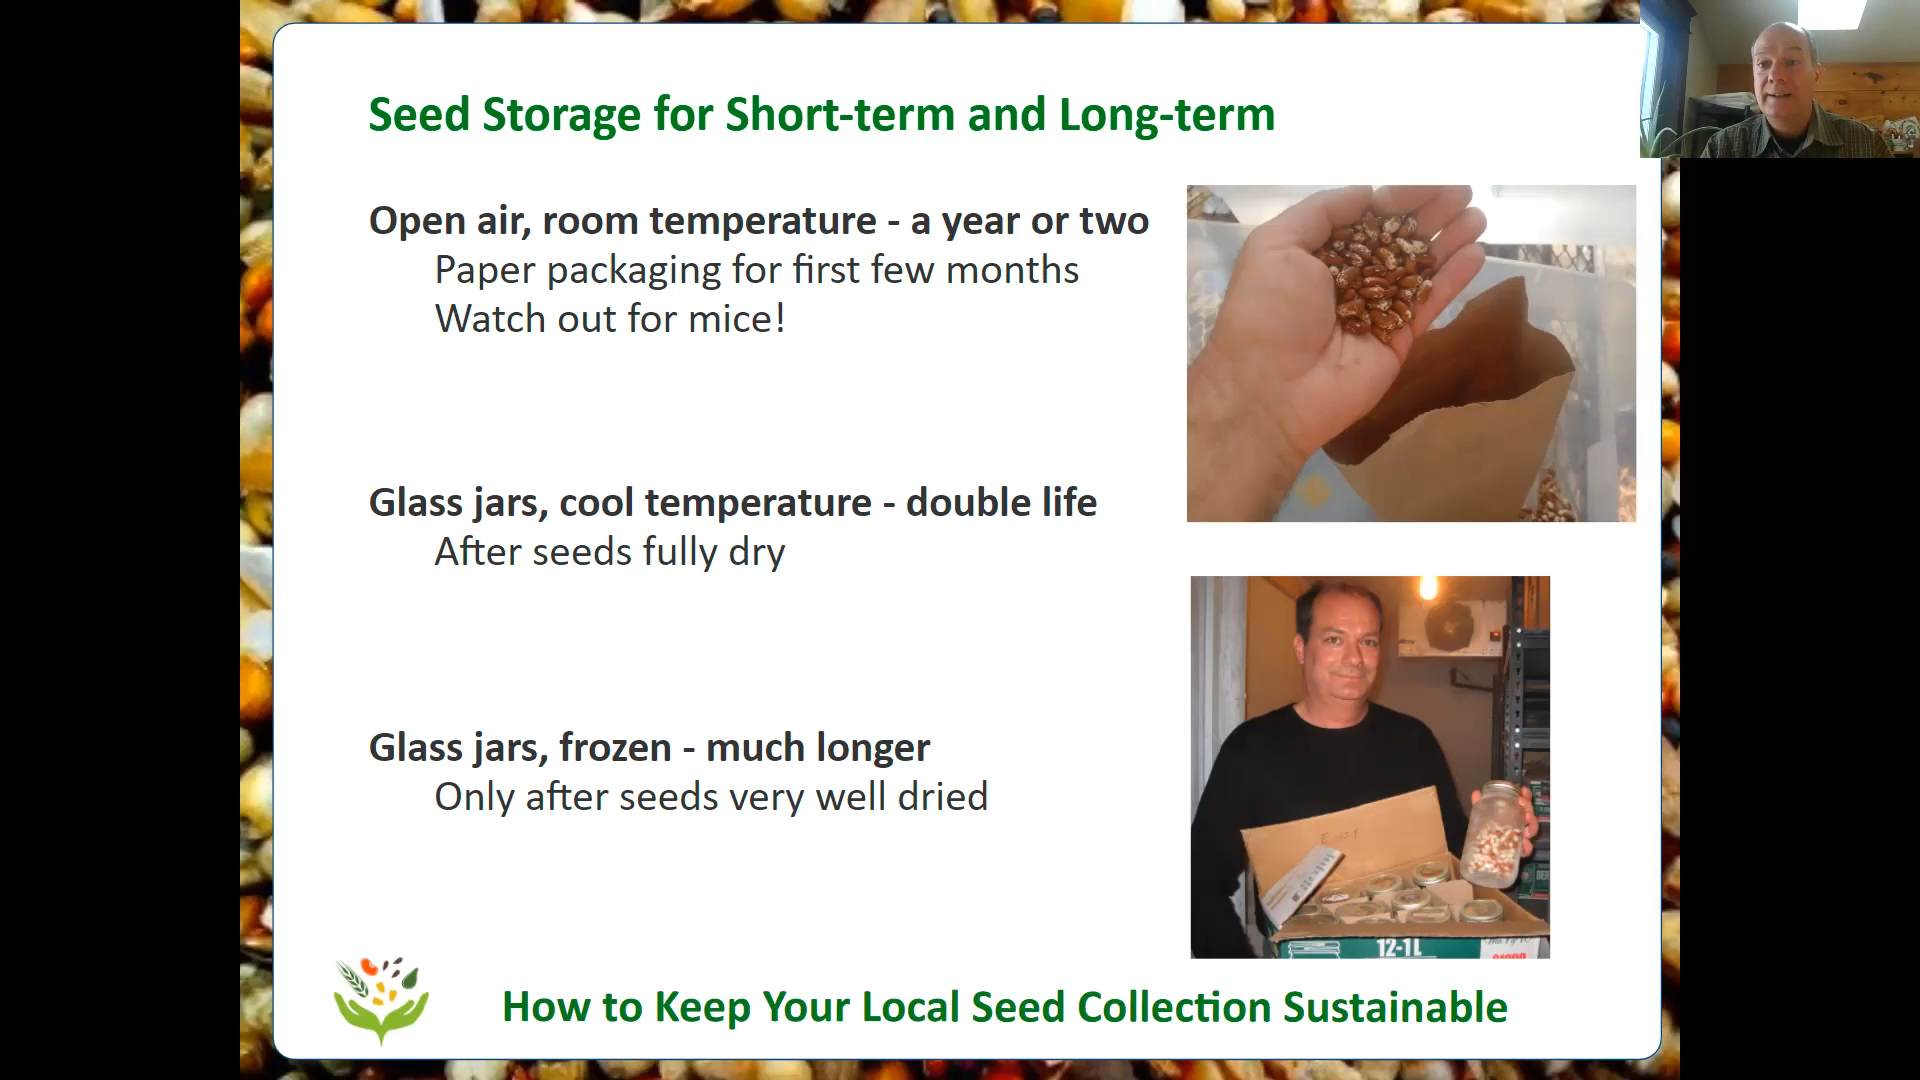 Seed Storage for Short-term and Long-term
Open air, room temperature - a year or two
Paper packaging for first few months
Watch out for mice!
Glass jars, cool temperature - double life
After seeds fully dry
Glass jars, frozen - much longer
Only after seeds very well dried
12-1L
How to Keep Your Local Seed Collection Sustainable